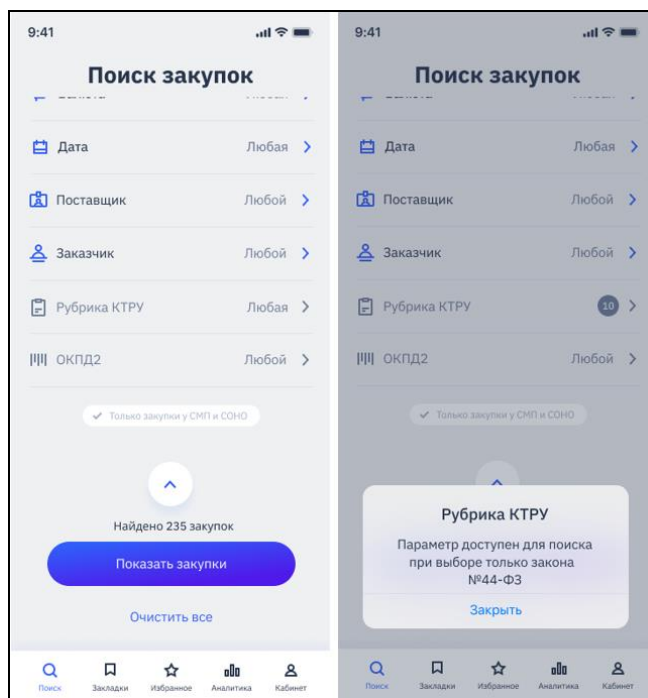 9:41
Поиск закупок
Дата
Любая
Поставщик
Любой
Заказчик
Любой
Рубрика КТРУ
Любая
ОКПД2
Любой
Только закупки у СМП и СОНО
Найдено 235 закупок
Показать закупки
Очистить все
Поиск
Закладки
Избранное
Аналитика
Кабинет
9:41
Поиск закупок
Дата
Любая
Поставщик
Любой
Заказчик
Любой
Рубрика КТРУ
10
ОКПД2
Любой
Только закупки у СМП и СОНО
Рубрика КТРУ
Параметр доступен для поиска
при выборе только закона
№44-ФЗ
Закрыть
Поиск
Закладки
Избранное
Аналитика
Кабинет